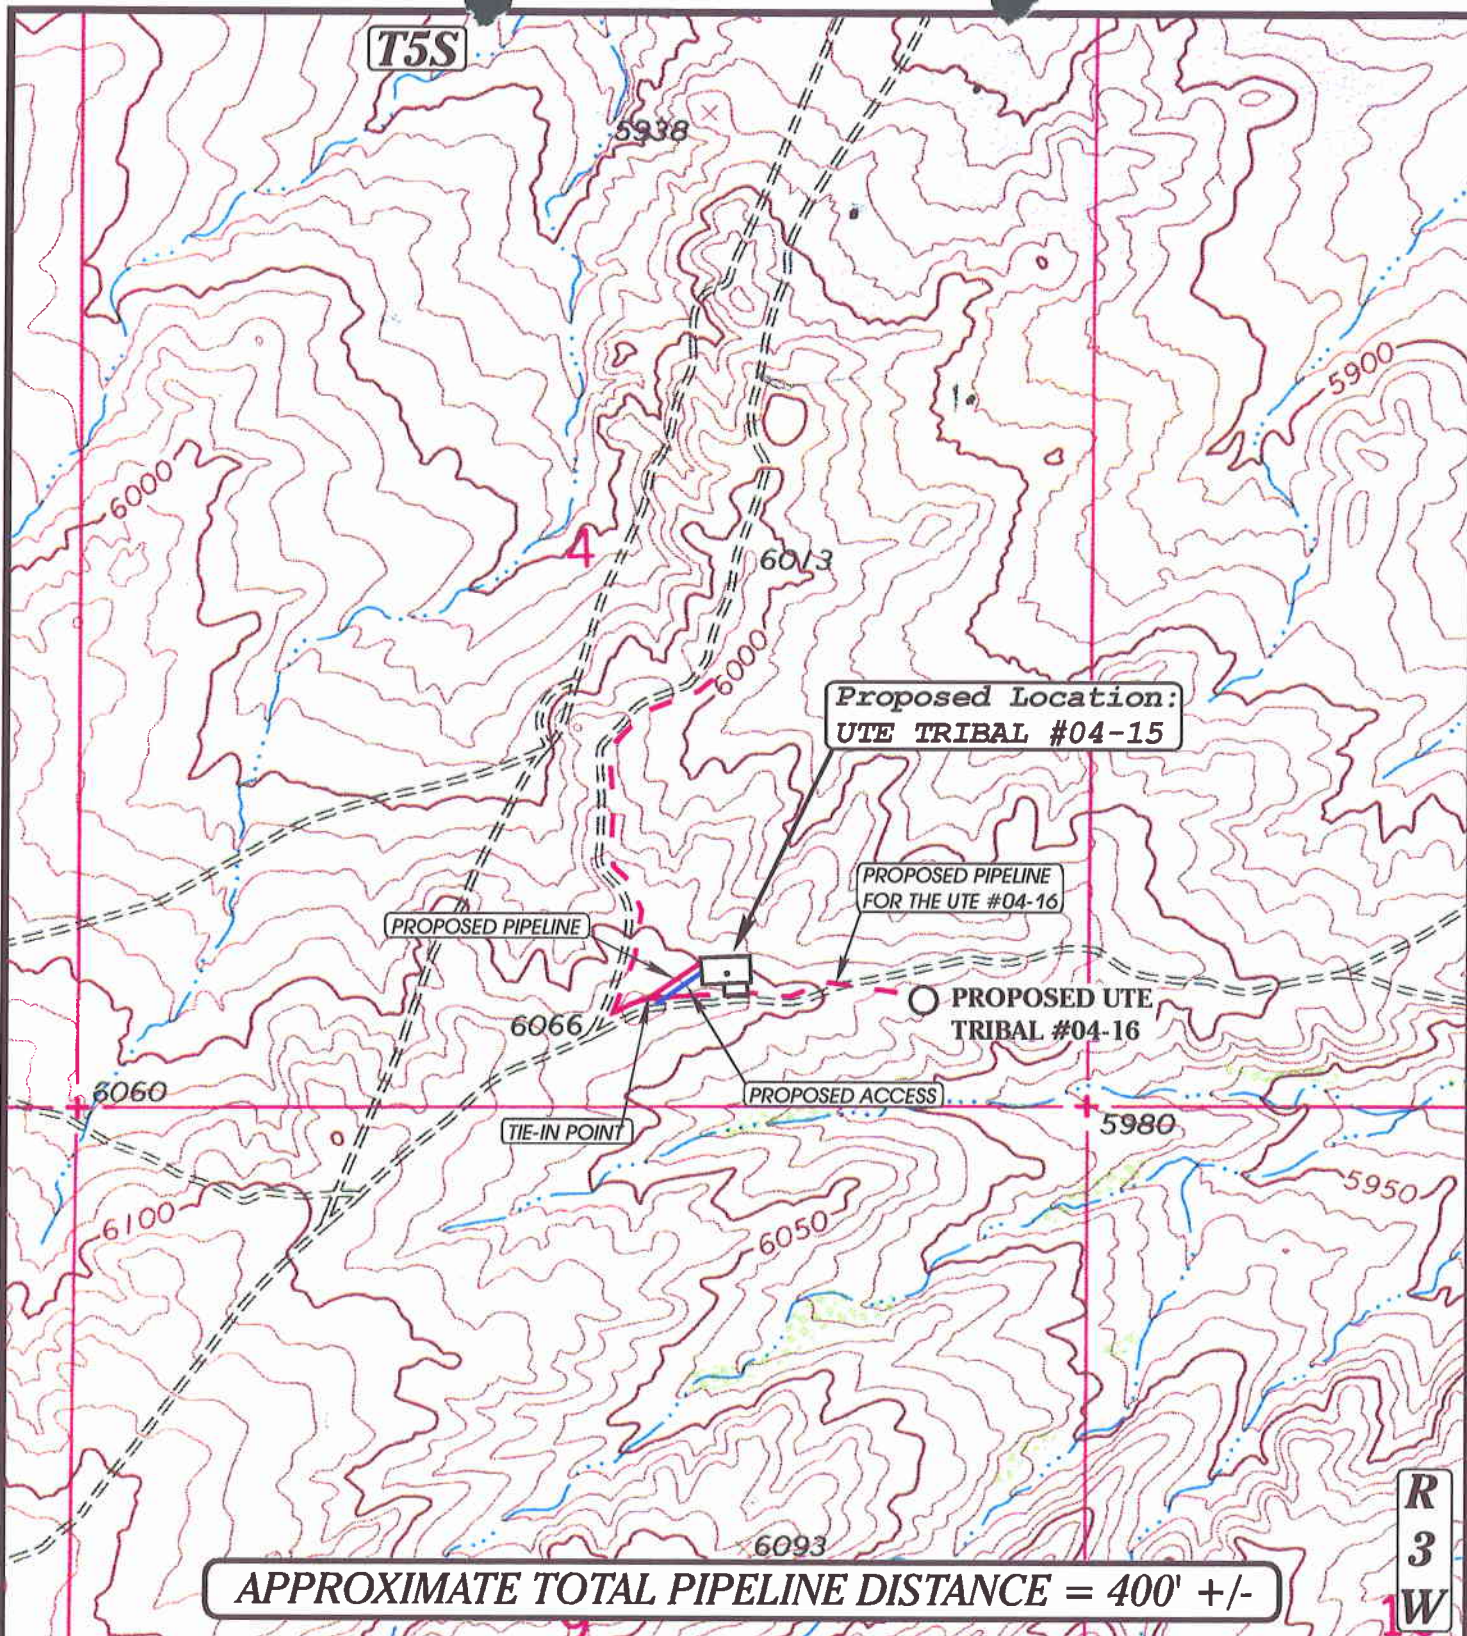 T5S
5938
5900
6000
4
6013
6000
Proposed Location:
UTE TRIBAL #04-15
PROPOSED PIPELINE
FOR THE UTE #04-16
PROPOSED PIPELINE
PROPOSED UTE
TRIBAL #04-16
6066
6060
PROPOSED ACCESS
TIE-IN POINT
5980
5950
6100
6050
6093
R
3
W
APPROXIMATE TOTAL PIPELINE DISTANCE = 400' +/-